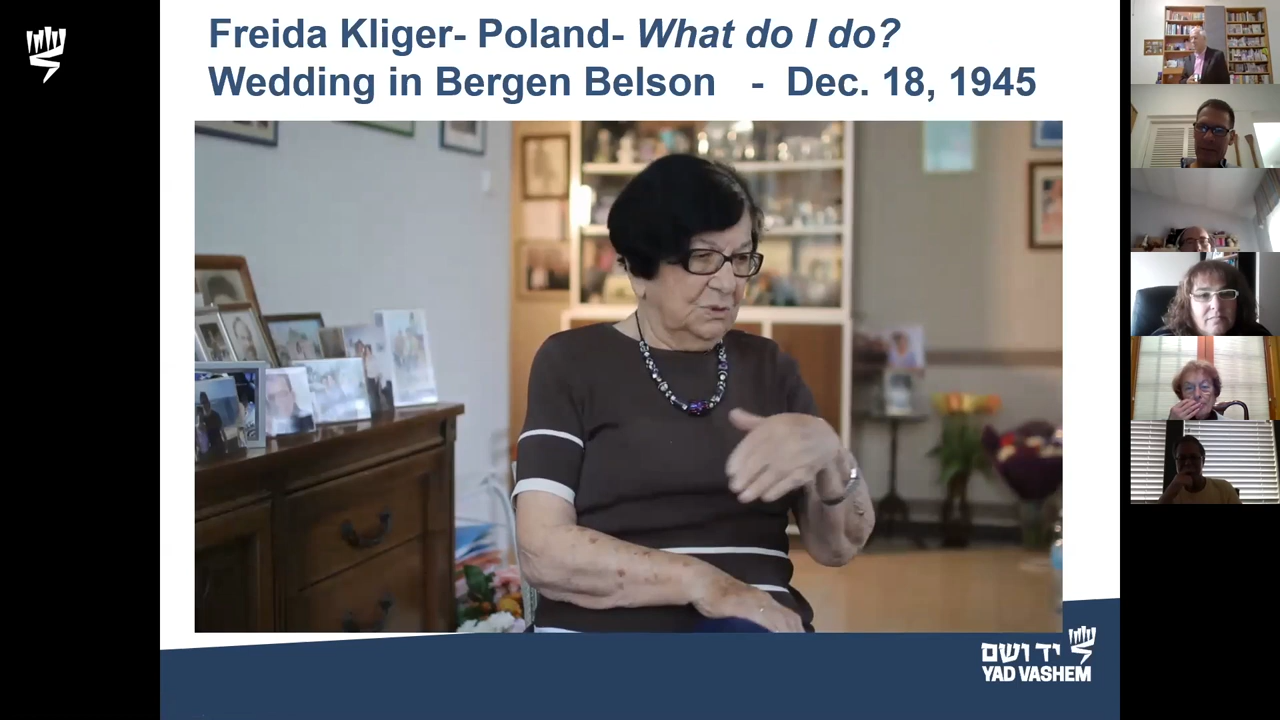 Freida Kliger- Poland- What do I do?
Wedding in Bergen Belson - Dec. 18, 1945
יד ושם
YAD VASHEM